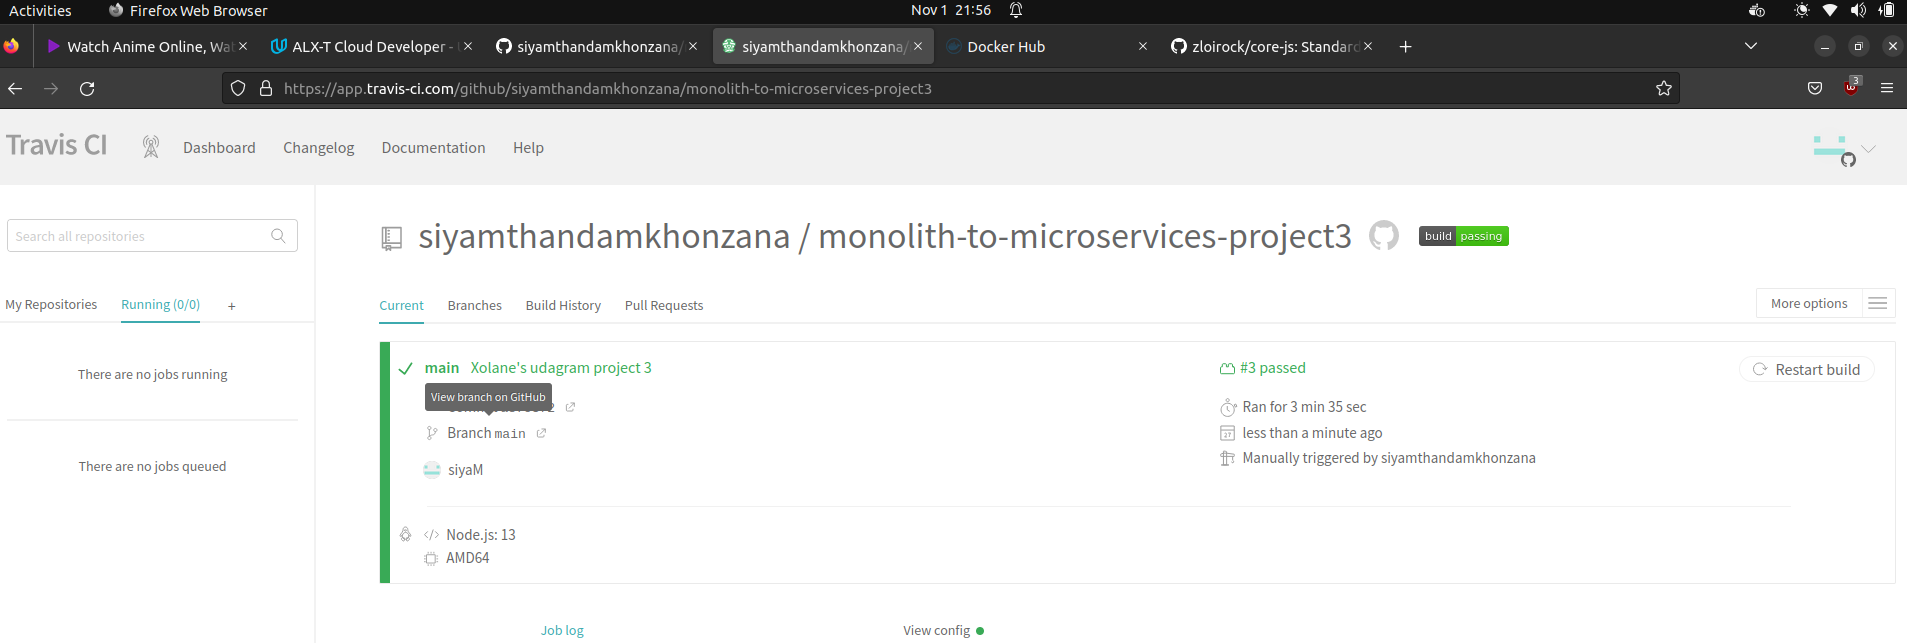 Activities Firefox Web Browser Nov 1 21:56
Watch Anime Online, Wat ALX-T Cloud Developer - siyamthandamkhonzana/ siyamthandamkhonzana/ Docker Hub zloirock/core-js: Standard
https://app.travis-ci.com/github/siyamthandamkhonzana/monolith-to-microservices-project3 3
Travis CI Dashboard Changelog Documentation Help
Search all repositories
siyamthandamkhonzana / monolith-to-microservices-project3 build passing
My Repositories Running (0/0) +
Current Branches Build History Pull Requests More options
There are no jobs running
There are no jobs queued
main Xolane's udagram project 3 #3 passed Restart build
View branch on GitHub
Ran for 3 min 35 sec
Branch main less than a minute ago
Manually triggered by siyamthandamkhonzana
siyaM
Node.js: 13
AMD64
Job log View config